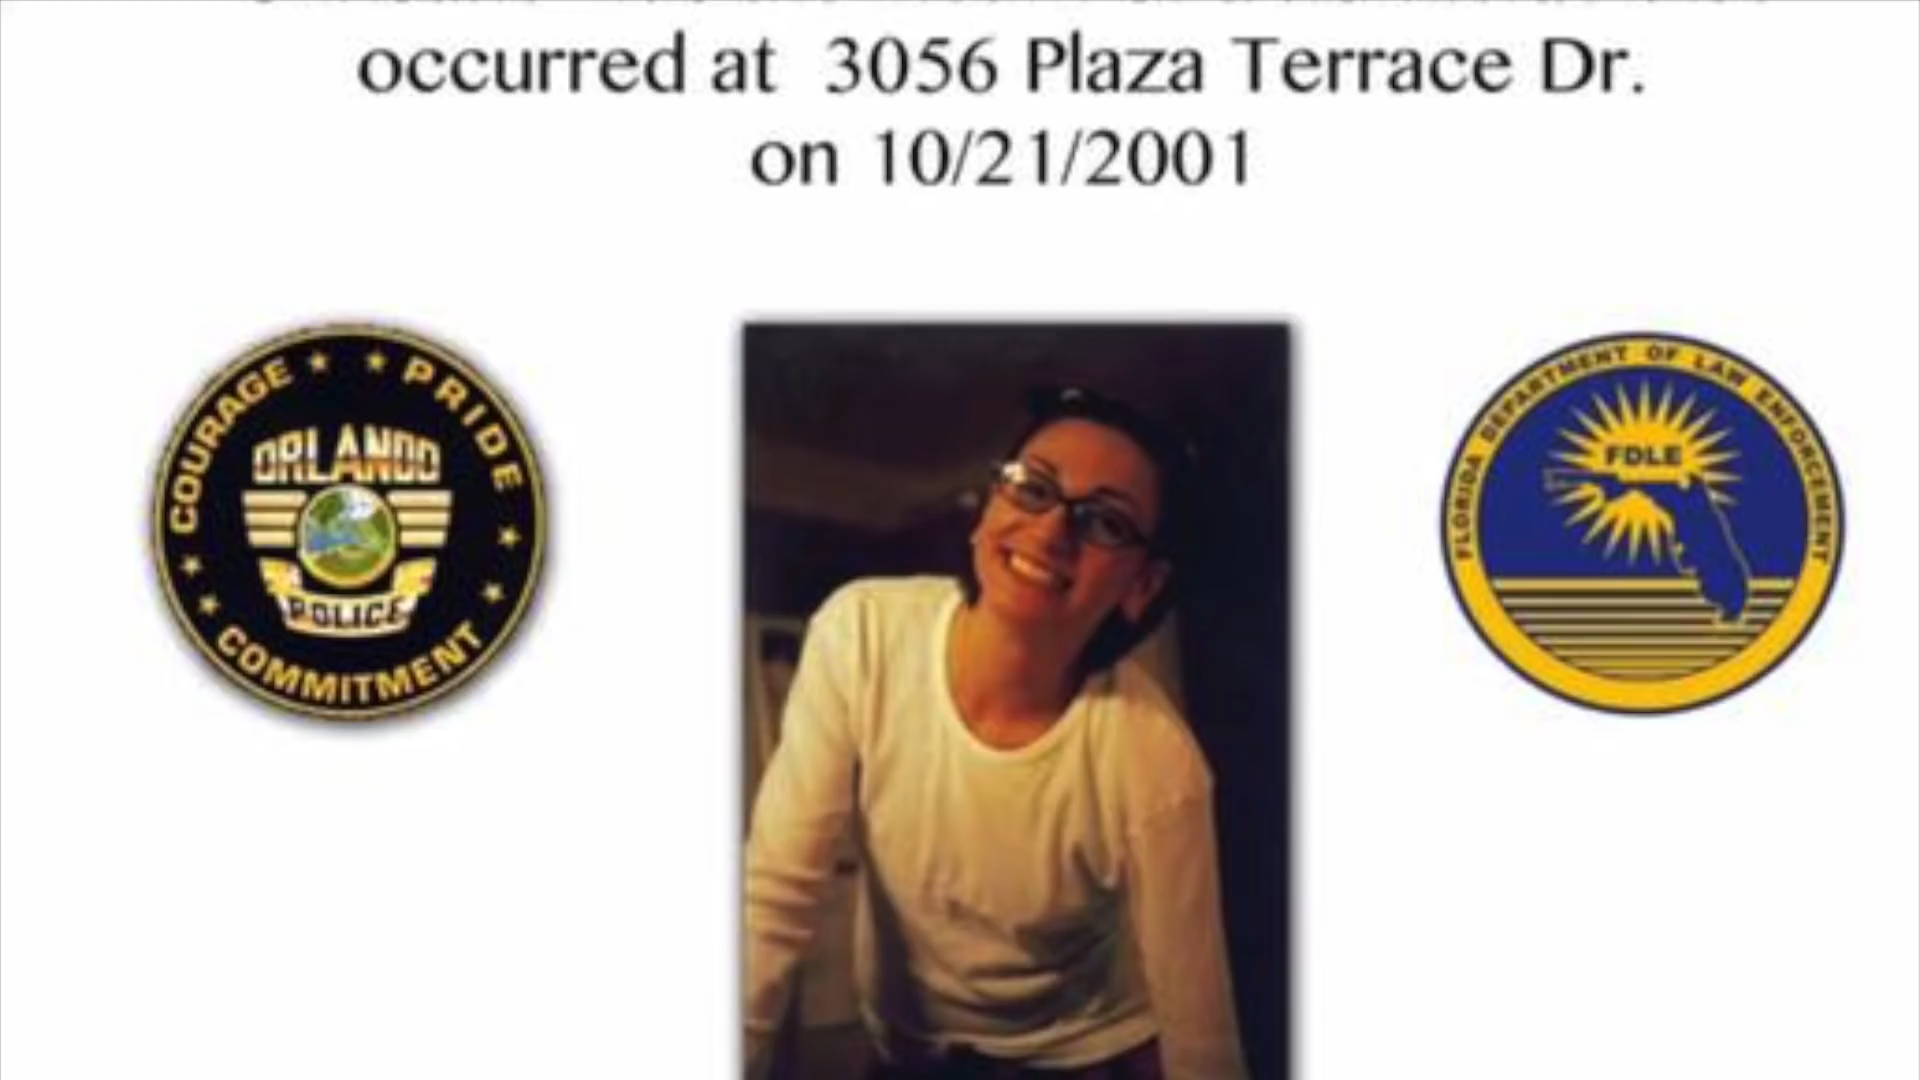 occurred at 3056 Plaza Terrace Dr.
on 10/21/2001
COURAGE ★ ★ PRIDE
ORLANDO
POLICE
COMMITMENT
FLORIDA DEPARTMENT OF LAW ENFORCEMENT
FDLE